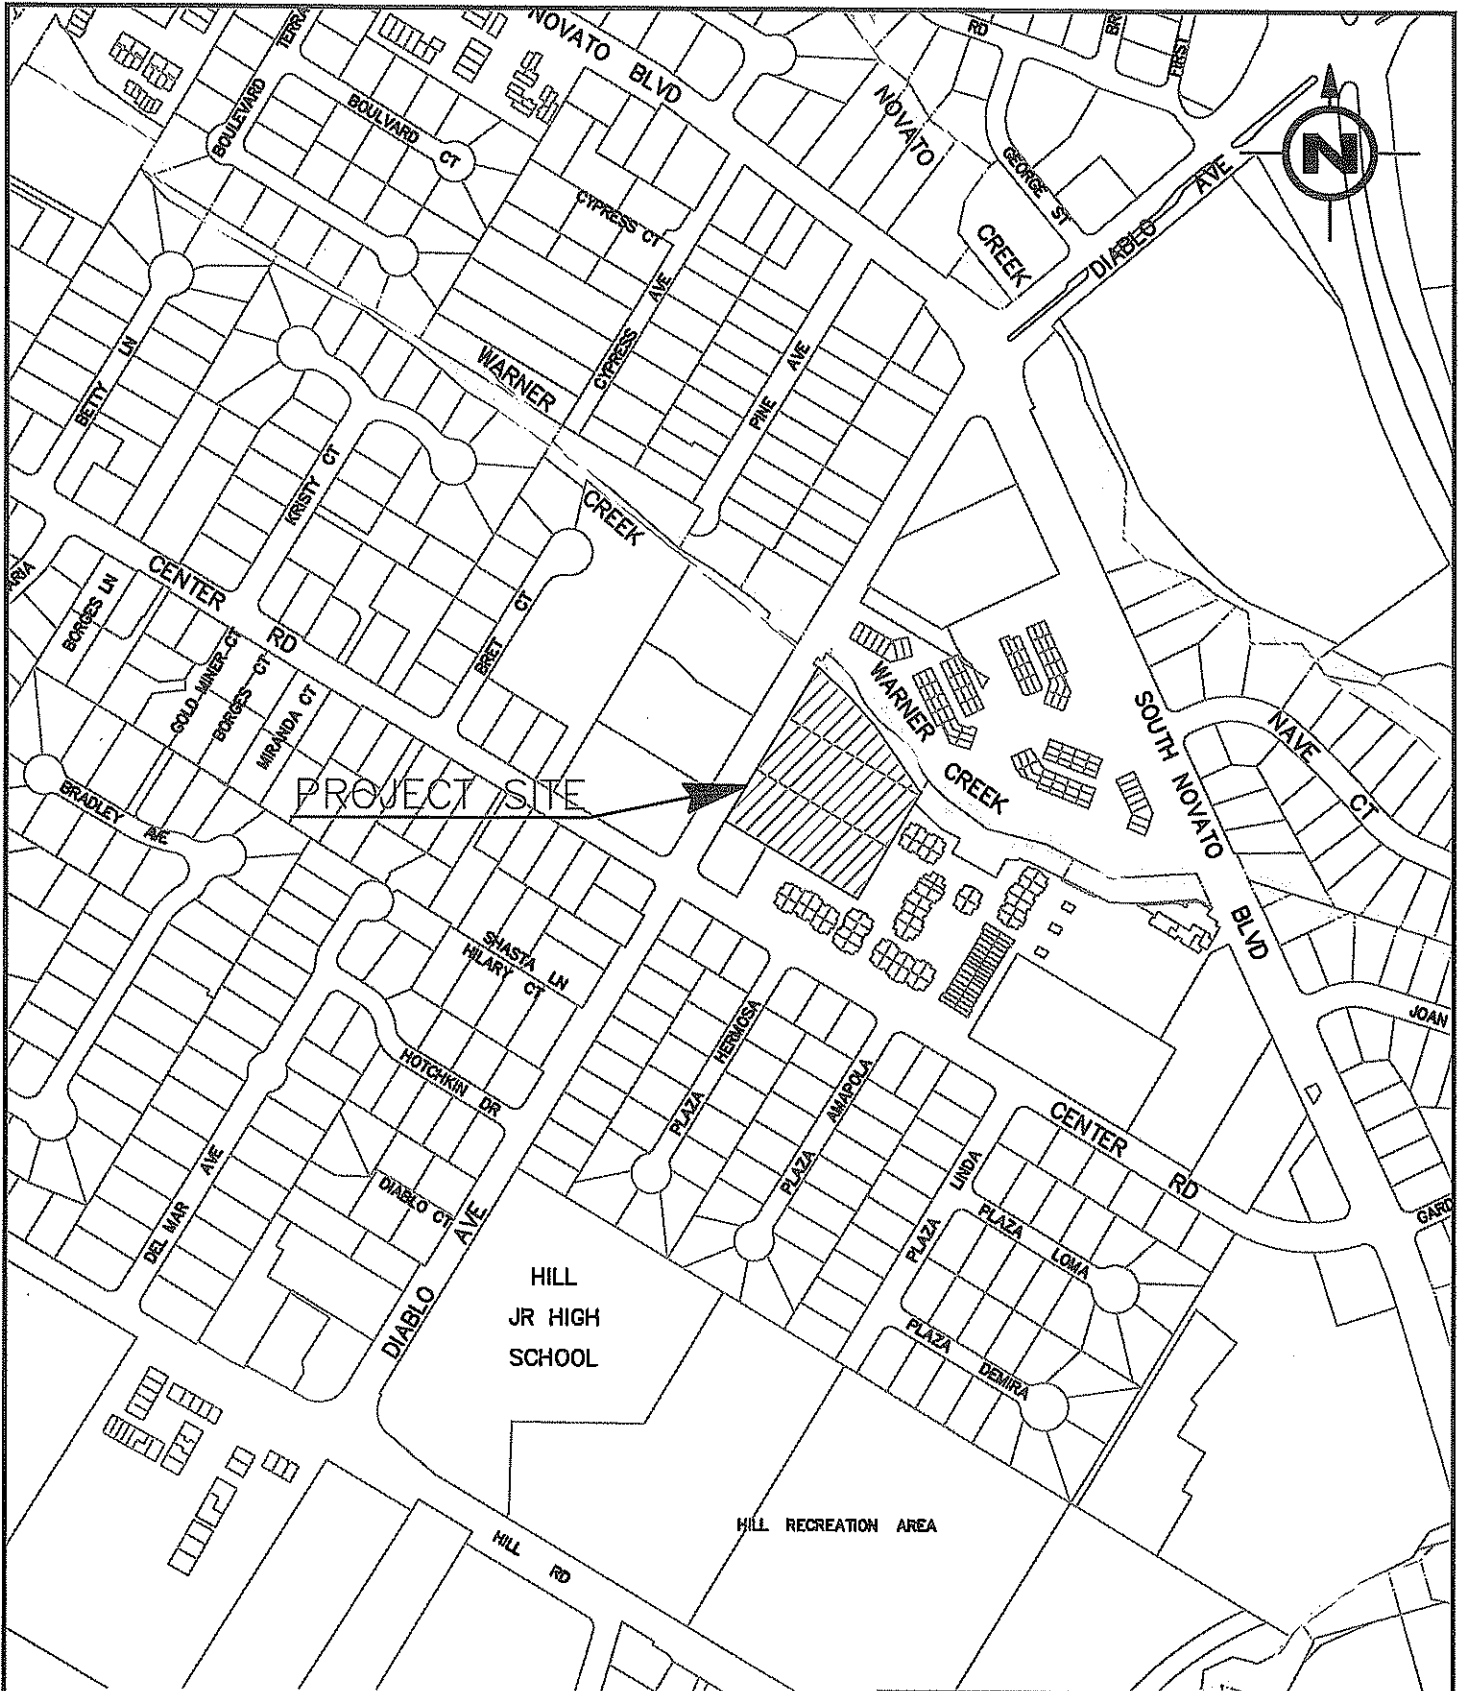 NOVATO BLVD
TERRA
BOULEVARD
BOULVARD CT
RD
BR
FIRST
N
NOVATO
CREEK
GEORGE ST
DIABLO AVE
CYPRESS CT
CYPRESS AVE
PINE AVE
BETTY LN
WARNER
CREEK
KRISTY CT
CENTER RD
ARIA
BORGES LN
GOLD MINER CT
BORGES CT
MIRANDA CT
BRET CT
WARNER
CREEK
SOUTH NOVATO BLVD
NAVE CT
PROJECT SITE
BRADLEY AVE
SHASTA LN
HILARY CT
HOTCHKIN DR
PLAZA HERMOSA
PLAZA AMAPOLA
PLAZA LINDA
CENTER RD
JOAN
GARD
PLAZA LOMA
PLAZA DEMIRA
DEL MAR AVE
DIABLO CT
DIABLO AVE
HILL
JR HIGH
SCHOOL
HILL RECREATION AREA
HILL RD